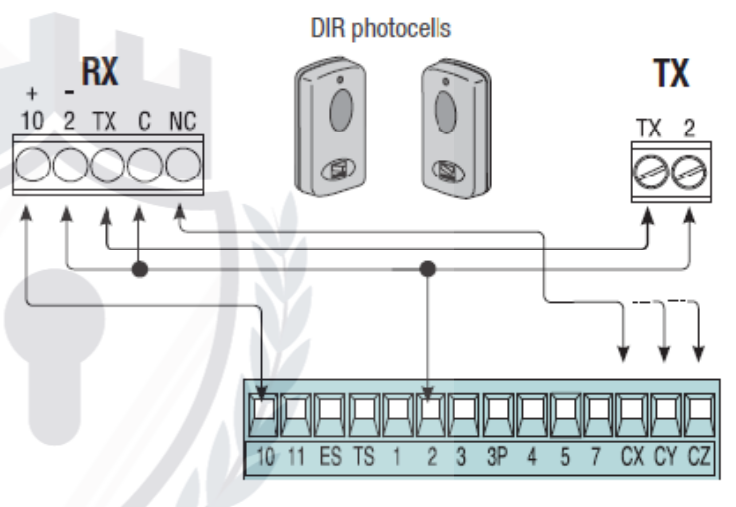 DIR photocells
RX
TX
+ -
10 2 TX C NC
TX 2
10 11 ES TS 1 2 3 3P 4 5 7 CX CY CZ